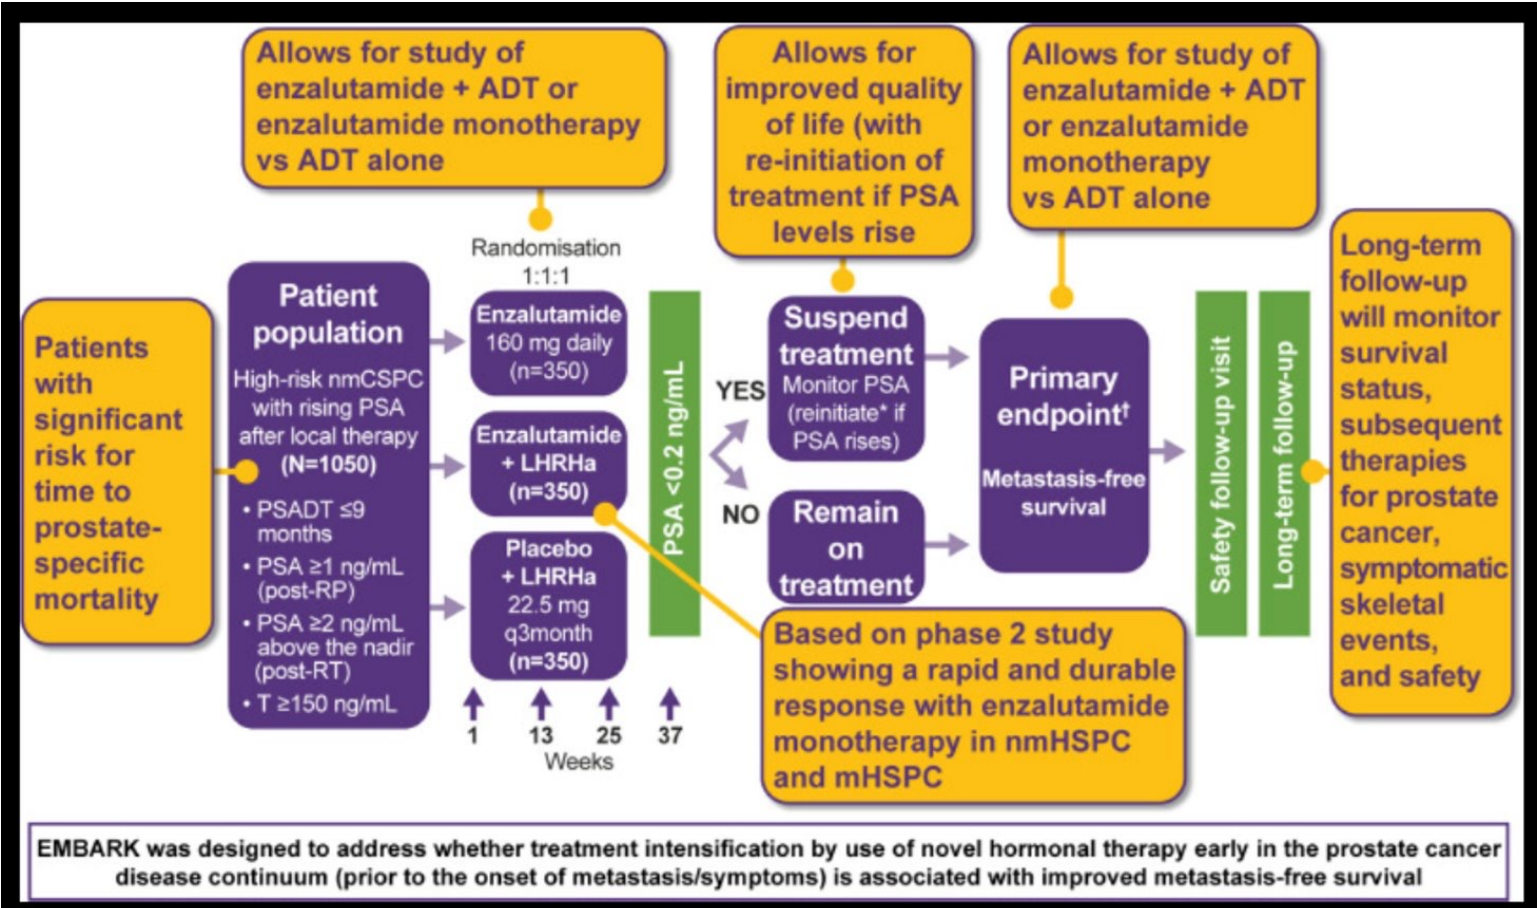 Allows for study of
enzalutamide + ADT or
enzalutamide monotherapy
vs ADT alone
Allows for
improved quality
of life (with
re-initiation of
treatment if PSA
levels rise
Allows for study of
enzalutamide + ADT
or enzalutamide
monotherapy
vs ADT alone
Patients
with
significant
risk for
time to
prostate-
specific
mortality
Patient
population
High-risk nmCSPC
with rising PSA
after local therapy
(N=1050)
• PSADT ≤9
months
• PSA ≥1 ng/mL
(post-RP)
• PSA ≥2 ng/mL
above the nadir
(post-RT)
• T ≥150 ng/mL
Randomisation
1:1:1
Enzalutamide
160 mg daily
(n=350)
Enzalutamide
+ LHRHa
(n=350)
Placebo
+ LHRHa
22.5 mg
q3month
(n=350)
1 13 25 37
Weeks
PSA <0.2 ng/mL
YES
NO
Suspend
treatment
Monitor PSA
(reinitiate* if
PSA rises)
Remain
on
treatment
Based on phase 2 study
showing a rapid and durable
response with enzalutamide
monotherapy in nmHSPC
and mHSPC
Primary
endpoint†
Metastasis-free
survival
Safety follow-up visit
Long-term follow-up
Long-term
follow-up
will monitor
survival
status,
subsequent
therapies
for prostate
cancer,
symptomatic
skeletal
events,
and safety
EMBARK was designed to address whether treatment intensification by use of novel hormonal therapy early in the prostate cancer
disease continuum (prior to the onset of metastasis/symptoms) is associated with improved metastasis-free survival